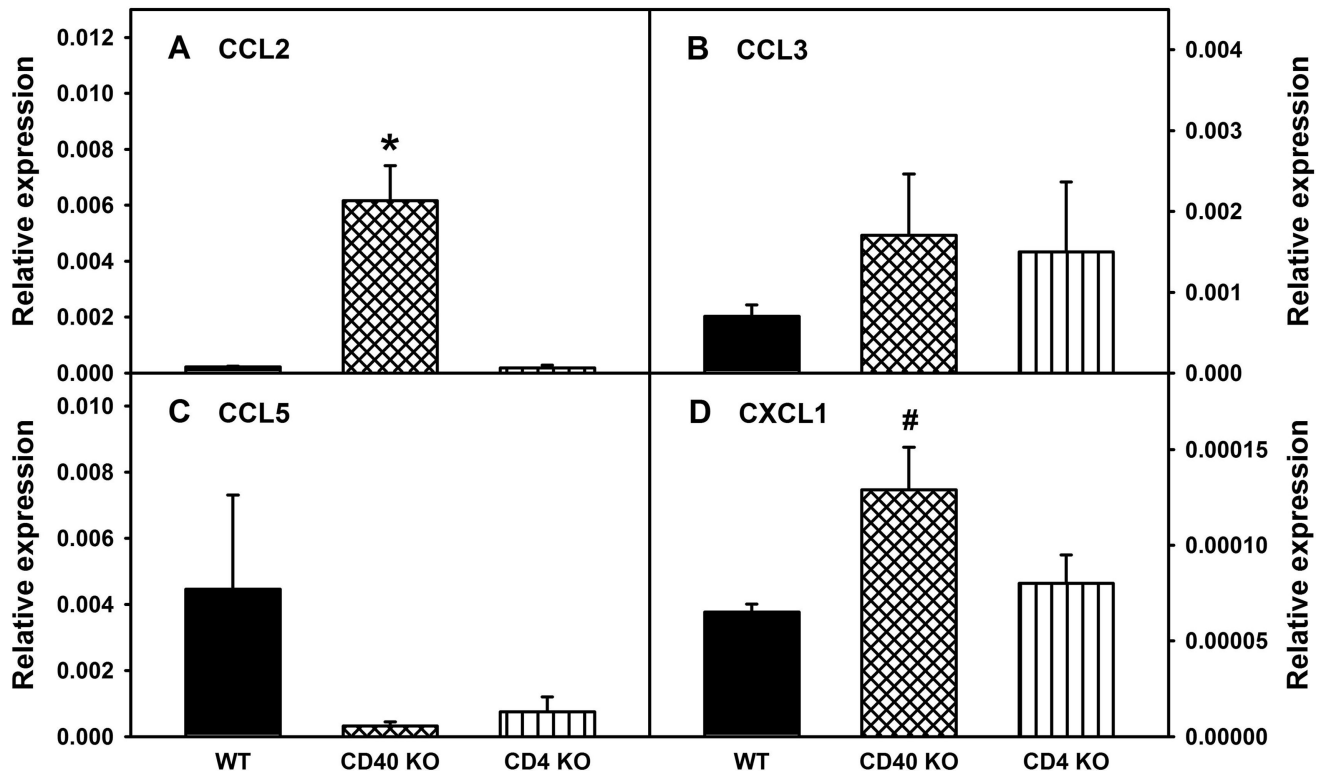 A CCL2
*
Relative expression
0.012
0.010
0.008
0.006
0.004
0.002
0.000
B CCL3
0.004
0.003
0.002
0.001
0.000
Relative expression
C CCL5
Relative expression
0.010
0.008
0.006
0.004
0.002
0.000
D CXCL1
#
0.00015
0.00010
0.00005
0.00000
Relative expression
WT CD40 KO CD4 KO WT CD40 KO CD4 KO